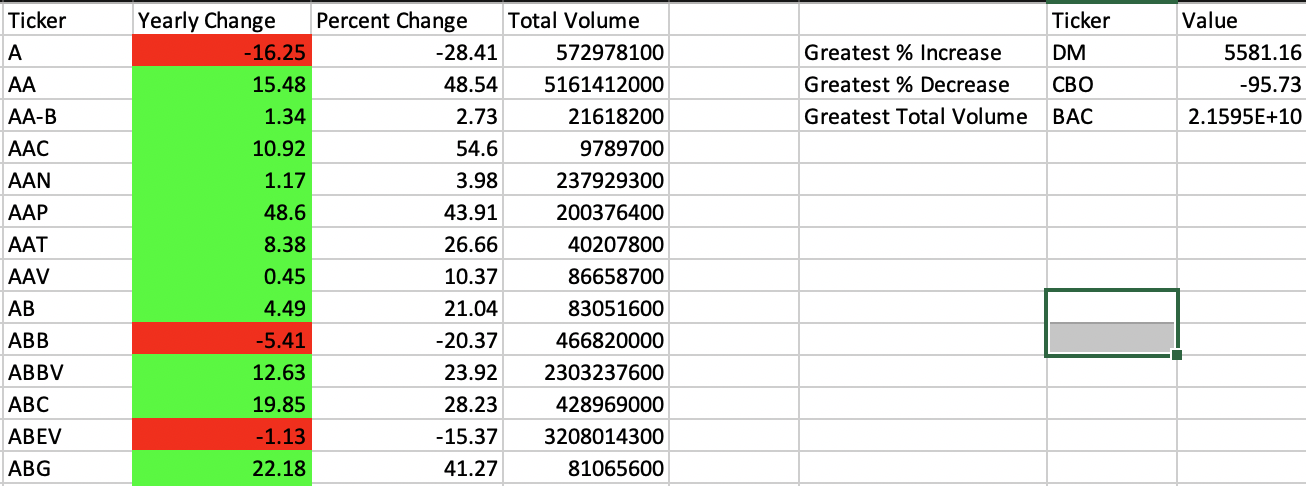 Ticker Yearly Change Percent Change Total Volume Ticker Value
A -16.25 -28.41 572978100 Greatest % Increase DM 5581.16
AA 15.48 48.54 5161412000 Greatest % Decrease CBO -95.73
AA-B 1.34 2.73 21618200 Greatest Total Volume BAC 2.1595E+10
AAC 10.92 54.6 9789700
AAN 1.17 3.98 237929300
AAP 48.6 43.91 200376400
AAT 8.38 26.66 40207800
AAV 0.45 10.37 86658700
AB 4.49 21.04 83051600
ABB -5.41 -20.37 466820000
ABBV 12.63 23.92 2303237600
ABC 19.85 28.23 428969000
ABEV -1.13 -15.37 3208014300
ABG 22.18 41.27 81065600